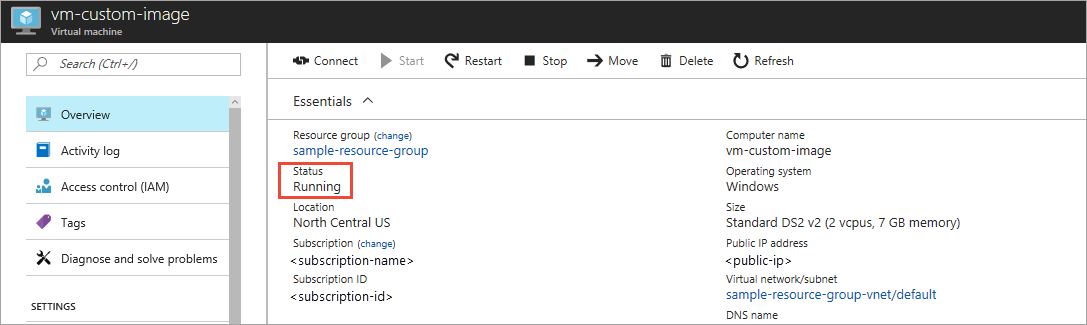 vm-custom-image
Virtual machine
Search (Ctrl+/)
Overview
Activity log
Access control (IAM)
Tags
Diagnose and solve problems
SETTINGS
Connect Start Restart Stop Move Delete Refresh
Essentials
Resource group (change)
sample-resource-group
Status
Running
Location
North Central US
Subscription (change)
<subscription-name>
Subscription ID
<subscription-id>
Computer name
vm-custom-image
Operating system
Windows
Size
Standard DS2 v2 (2 vcpus, 7 GB memory)
Public IP address
<public-ip>
Virtual network/subnet
sample-resource-group-vnet/default
DNS name